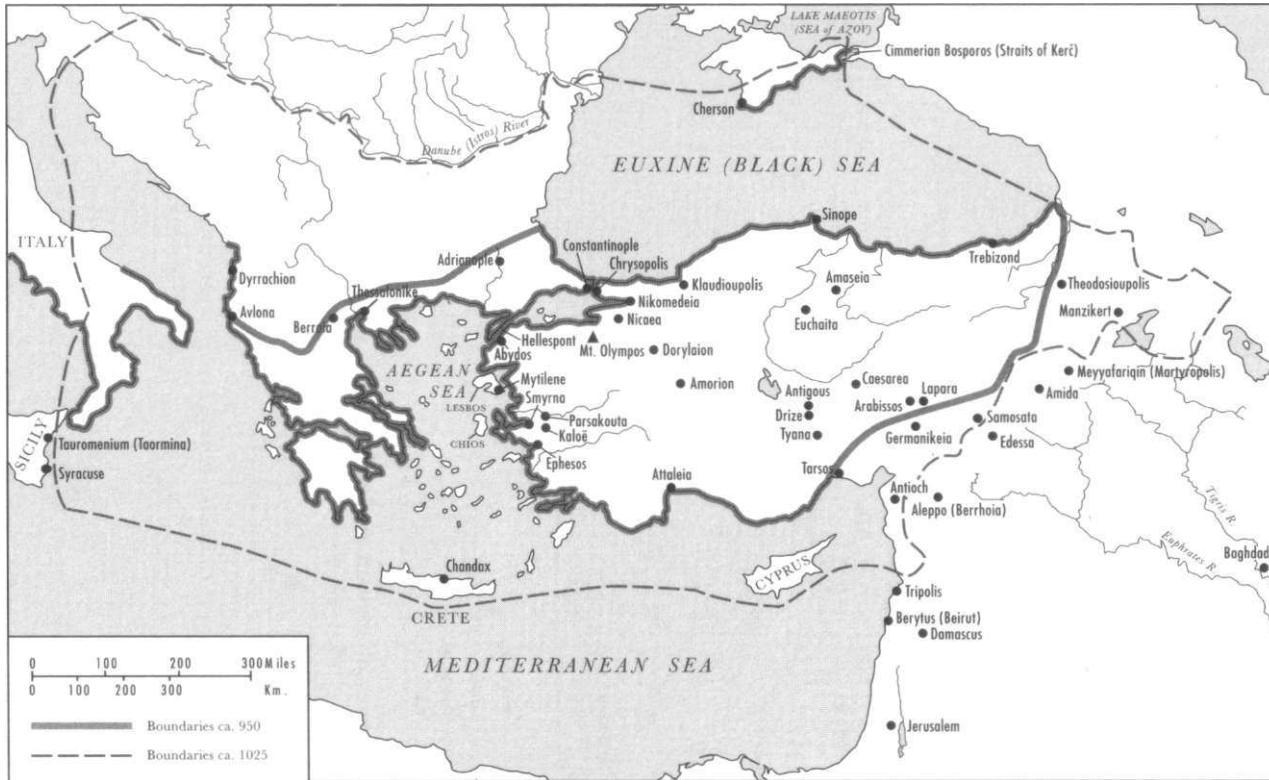 LAKE MAEOTIS
(SEA of AZOV)
Cimmerian Bosporos (Straits of Kerč)
Cherson
Danube (Istros) River
EUXINE (BLACK) SEA
ITALY
Sinope
Constantinople
Adrianople
Chrysopolis
Trebizond
Dyrrachion
Thessalonike
Klaudioupolis
Amaseia
Theodosioupolis
Avlona
Berroia
Nikomedeia
Manzikert
Nicaea
Euchaita
Hellespont
Abydos
Mt. Olympos
Dorylaion
AEGEAN
SEA
Mytilene
Amorion
Caesarea
Meyyafariqin (Martyropolis)
LESBOS
Smyrna
Antigous
Lapara
Amida
Arabissos
Parsakouta
Drize
Samosata
CHIOS
Kaloë
Tyana
Germanikeia
Edessa
SICILY
Tauromenium (Taormina)
Ephesos
Syracuse
Attaleia
Tarsos
Antioch
Aleppo (Berrhoia)
Tigris R.
Euphrates R.
Baghdad
Chandax
CYPRUS
CRETE
Tripolis
Berytus (Beirut)
Damascus
MEDITERRANEAN SEA
Jerusalem
0 100 200 300 Miles
0 100 200 300 Km.
Boundaries ca. 950
Boundaries ca. 1025